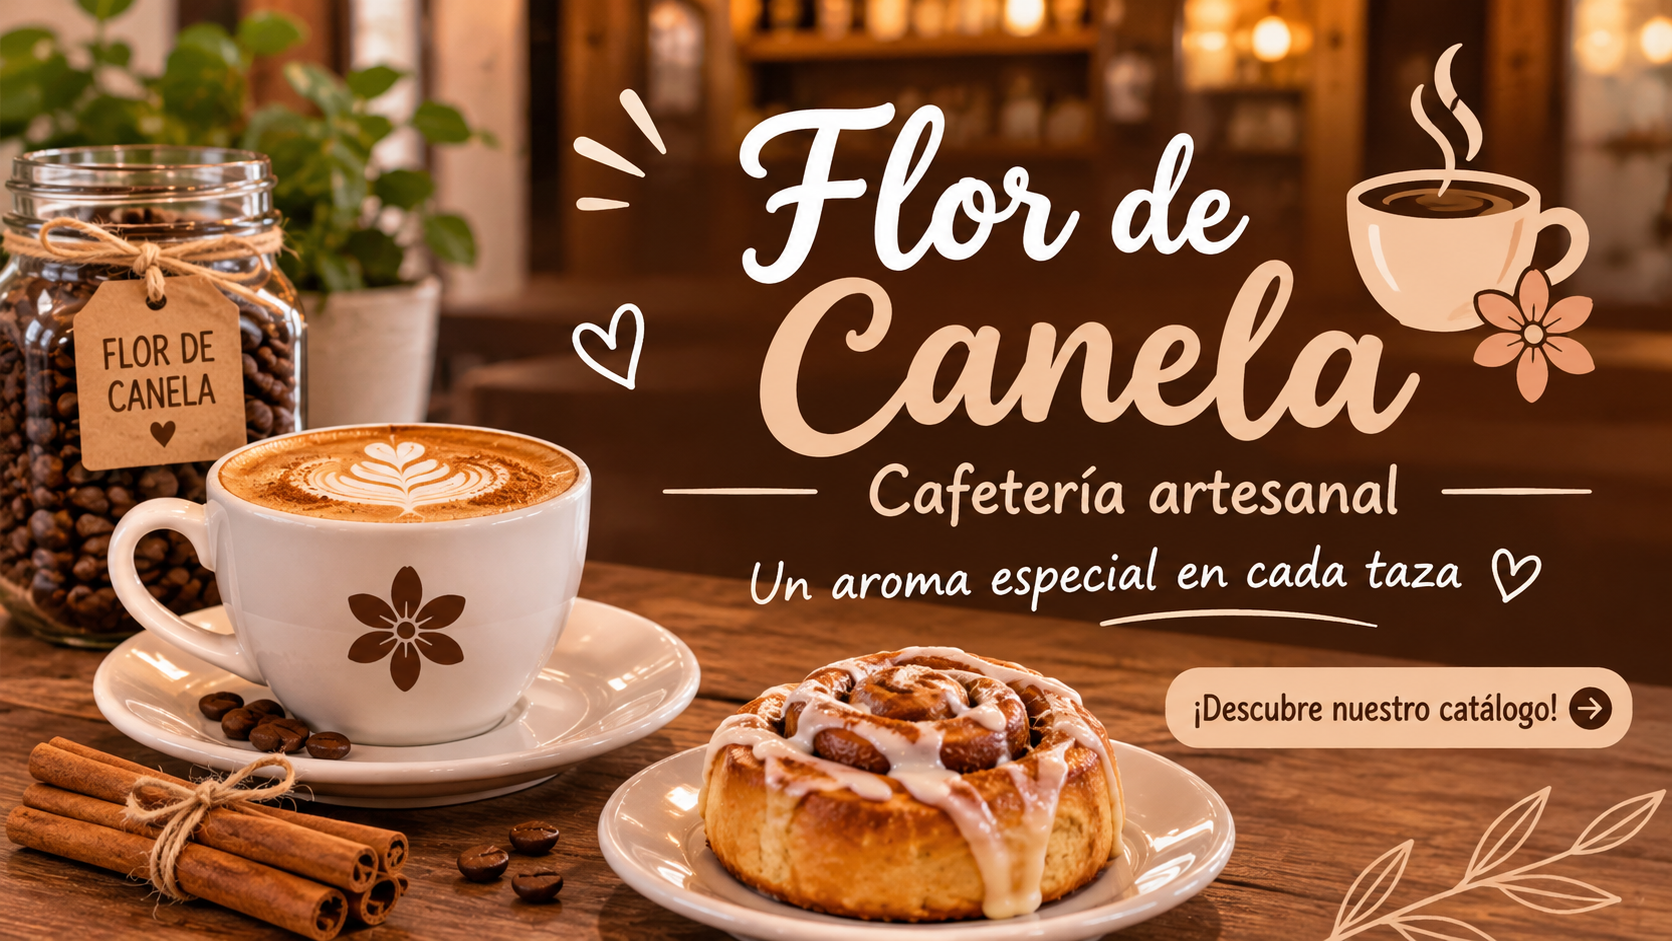 Flor de
Canela
Cafetería artesanal
Un aroma especial en cada taza
¡Descubre nuestro catálogo!
FLOR DE
CANELA